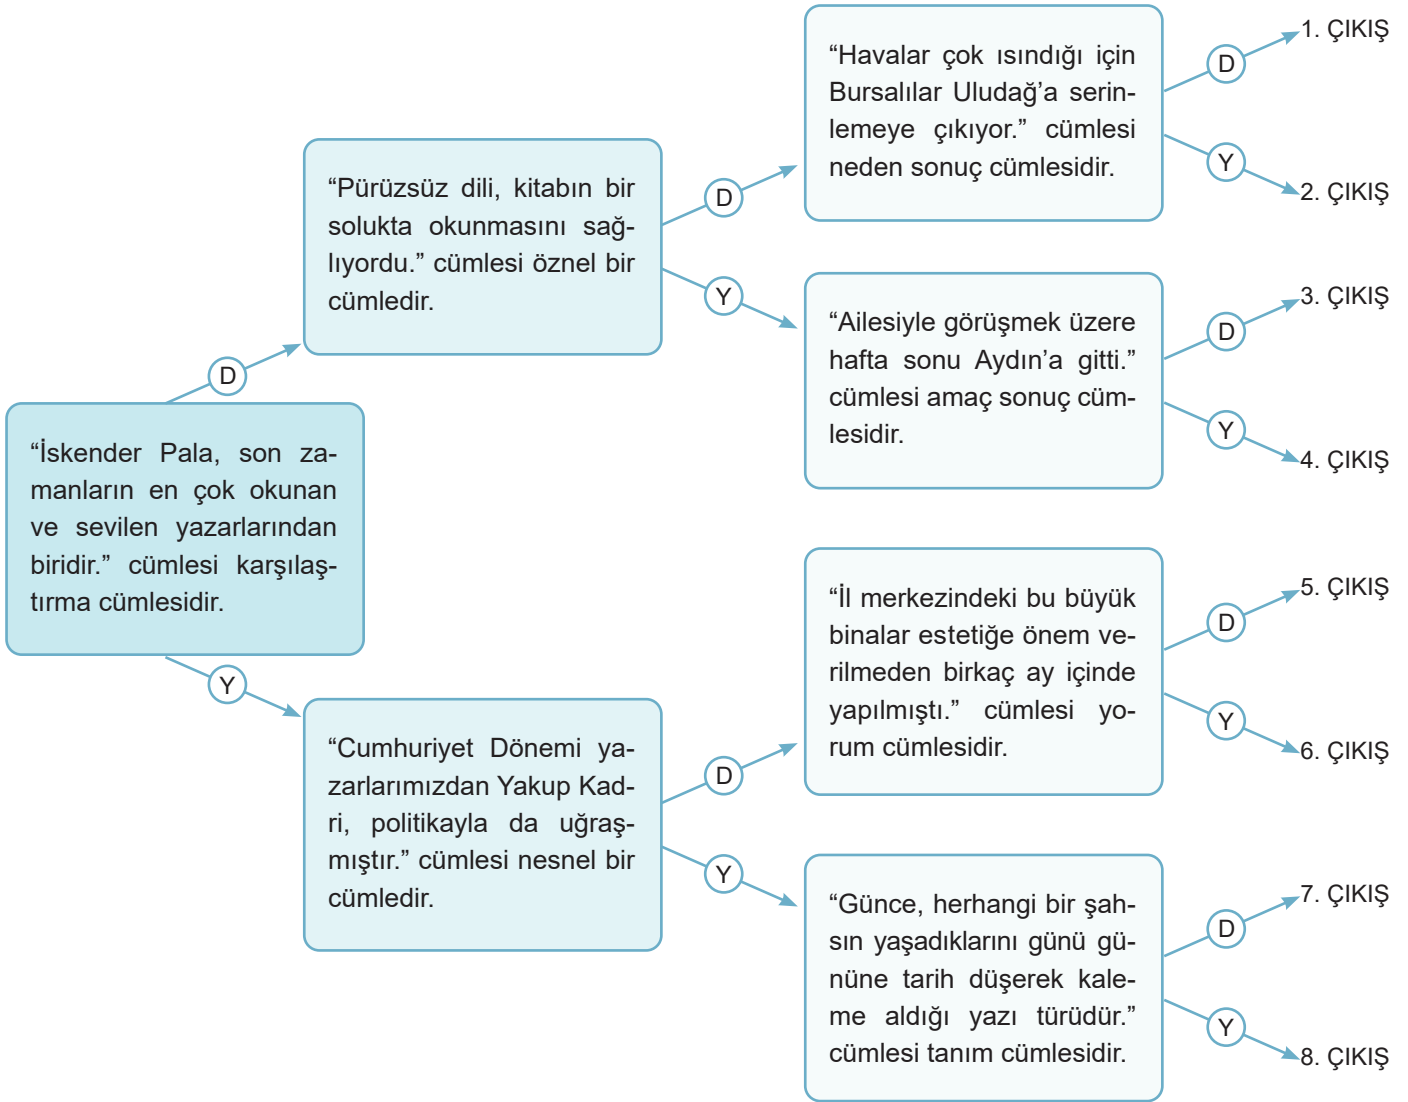 “İskender Pala, son za-
manların en çok okunan
ve sevilen yazarlarından
biridir.” cümlesi karşılaş-
tırma cümlesidir.
D
Y
“Pürüzsüz dili, kitabın bir
solukta okunmasını sağ-
lıyordu.” cümlesi öznel bir
cümledir.
D
Y
“Cumhuriyet Dönemi ya-
zarlarımızdan Yakup Kad-
ri, politikayla da uğraş-
mıştır.” cümlesi nesnel bir
cümledir.
D
Y
“Havalar çok ısındığı için
Bursalılar Uludağ’a serin-
lemeye çıkıyor.” cümlesi
neden sonuç cümlesidir.
D
1. ÇIKIŞ
Y
2. ÇIKIŞ
“Ailesiyle görüşmek üzere
hafta sonu Aydın’a gitti.”
cümlesi amaç sonuç cüm-
lesidir.
D
3. ÇIKIŞ
Y
4. ÇIKIŞ
“İl merkezindeki bu büyük
binalar estetiğe önem ve-
rilmeden birkaç ay içinde
yapılmıştı.” cümlesi yo-
rum cümlesidir.
D
5. ÇIKIŞ
Y
6. ÇIKIŞ
“Günce, herhangi bir şah-
sın yaşadıklarını günü gü-
nüne tarih düşerek kale-
me aldığı yazı türüdür.”
cümlesi tanım cümlesidir.
D
7. ÇIKIŞ
Y
8. ÇIKIŞ